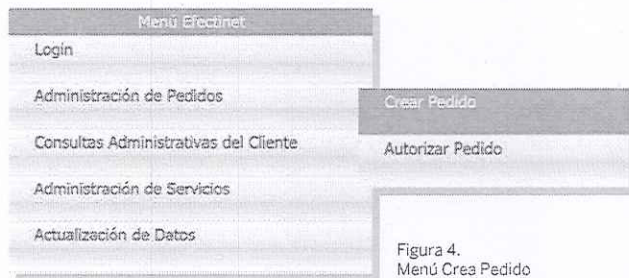 Menú Efectinet
Login
Administración de Pedidos
Consultas Administrativas del Cliente
Administración de Servicios
Actualización de Datos
Crear Pedido
Autorizar Pedido
Figura 4.
Menú Crea Pedido